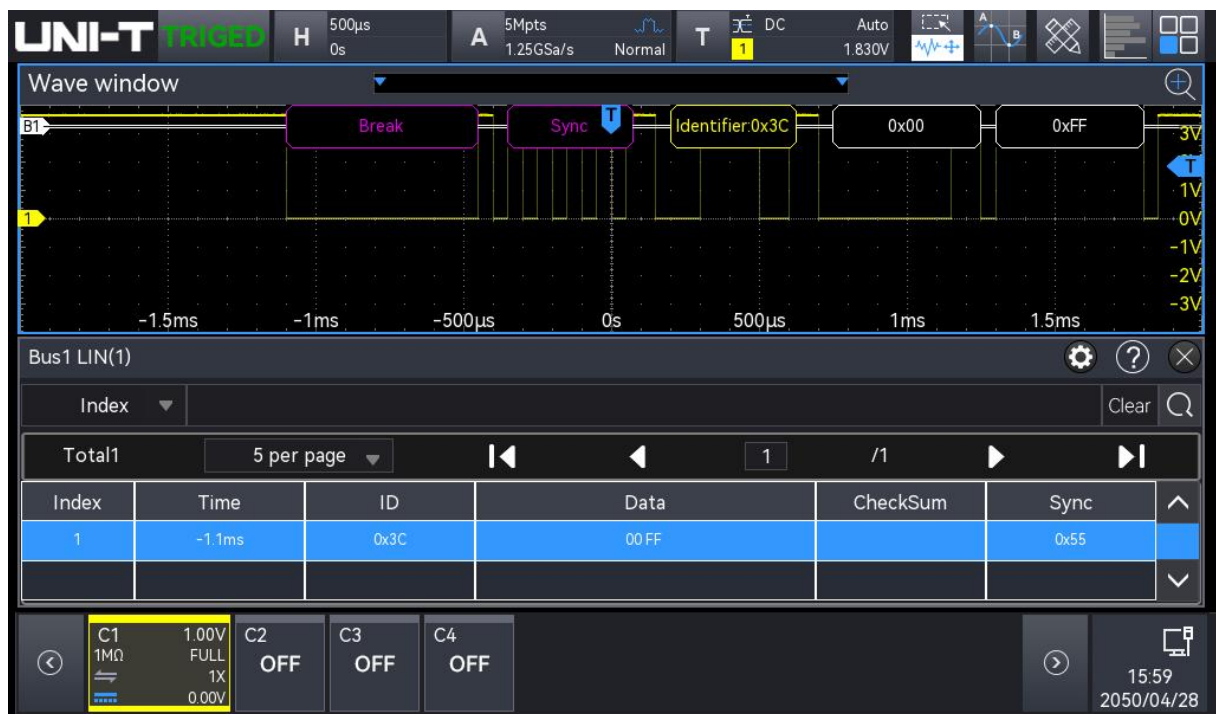 UNI-T TRIGED H 500μs 0s A 5Mpts 1.25GSa/s Normal T DC 1 Auto 1.830V A B
Wave window
B1 Break Sync T Identifier:0x3C 0x00 0xFF 3V
T
1V
1 0V
-1V
-2V
-3V
-1.5ms -1ms -500μs 0s 500μs 1ms 1.5ms
Bus1 LIN(1) ?
Index Clear
Total1 5 per page 1 /1
Index Time ID Data CheckSum Sync
1 -1.1ms 0x3C 00 FF 0x55
C1 1.00V C2 C3 C4
1MΩ FULL OFF OFF OFF
1X
0.00V
15:59
2050/04/28